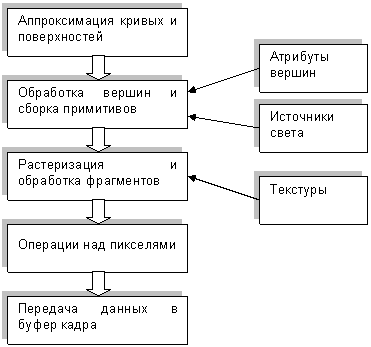 Аппроксимация кривых и
поверхностей
Обработка вершин и
сборка примитивов
Растеризация и
обработка фрагментов
Операции над пикселями
Передача данных в
буфер кадра
Атрибуты
вершин
Источники
света
Текстуры